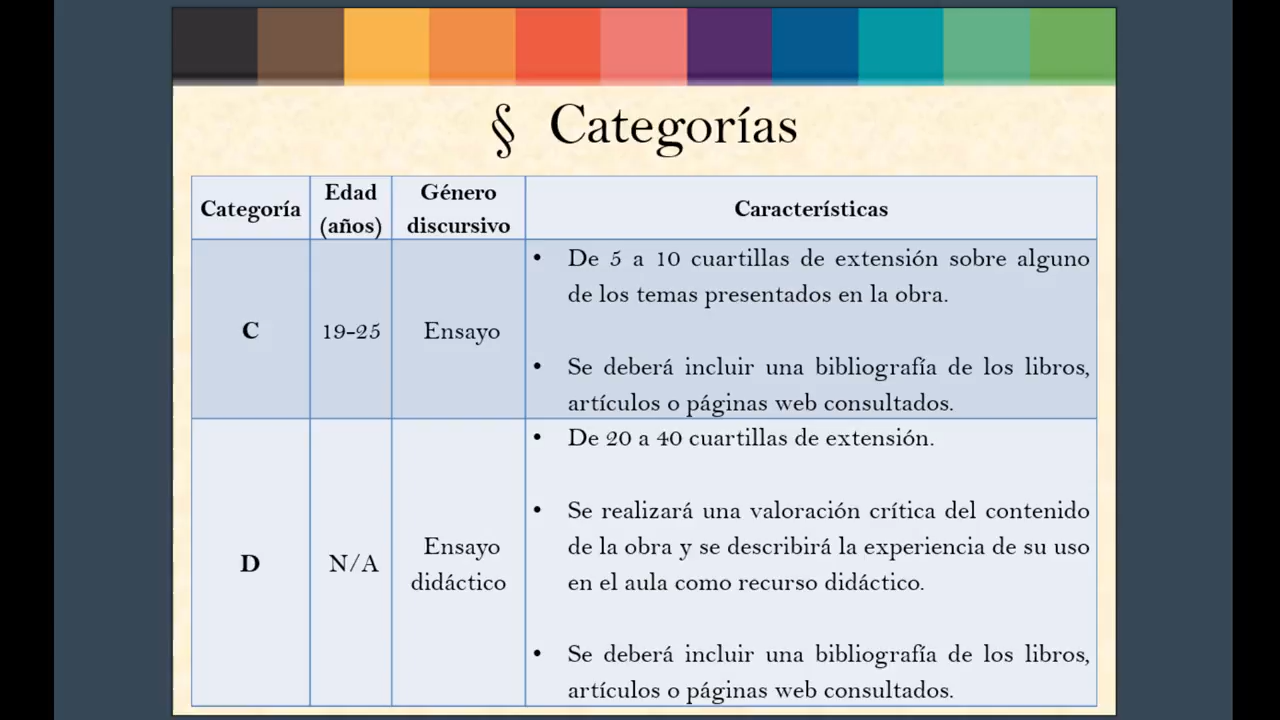 § Categorías
Categoría
Edad
(años)
Género
discursivo
Características
C
19-25
Ensayo
• De 5 a 10 cuartillas de extensión sobre alguno
de los temas presentados en la obra.
• Se deberá incluir una bibliografía de los libros,
artículos o páginas web consultados.
D
N/A
Ensayo
didáctico
• De 20 a 40 cuartillas de extensión.
• Se realizará una valoración crítica del contenido
de la obra y se describirá la experiencia de su uso
en el aula como recurso didáctico.
• Se deberá incluir una bibliografía de los libros,
artículos o páginas web consultados.